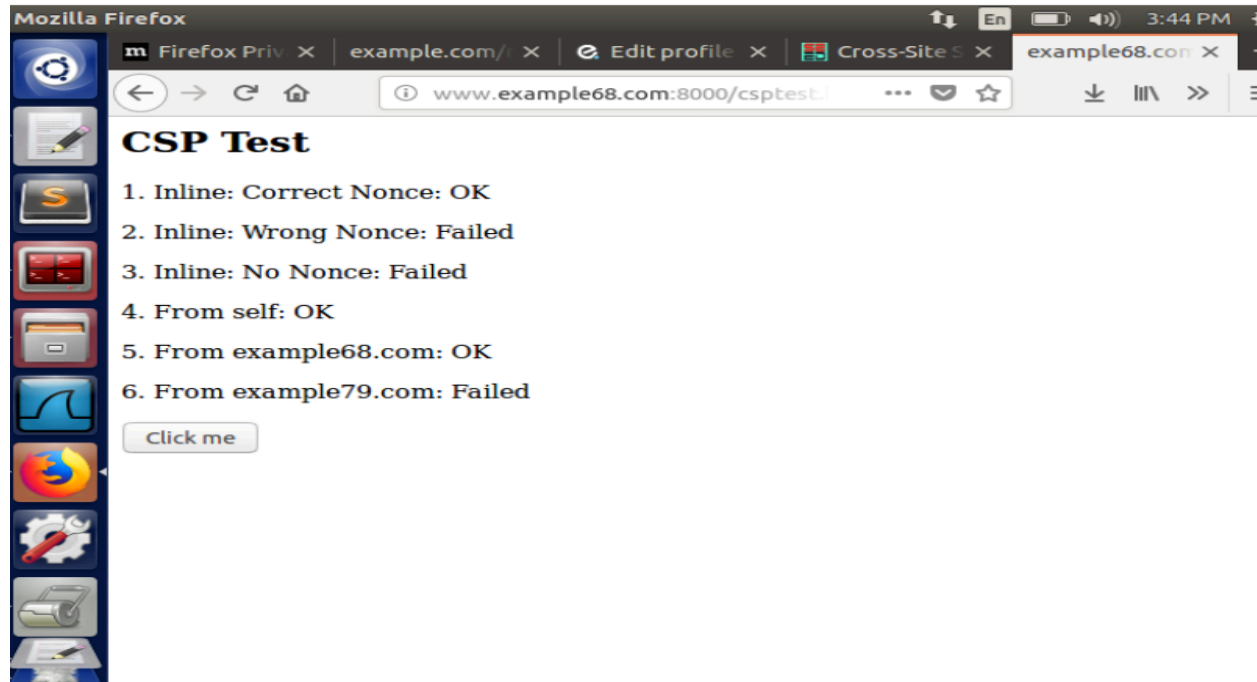 Mozilla Firefox En 3:44 PM
m Firefox Priv example.com/ Edit profile Cross-Site S example68.com
www.example68.com:8000/csptest.
CSP Test
1. Inline: Correct Nonce: OK
2. Inline: Wrong Nonce: Failed
3. Inline: No Nonce: Failed
4. From self: OK
5. From example68.com: OK
6. From example79.com: Failed
Click me